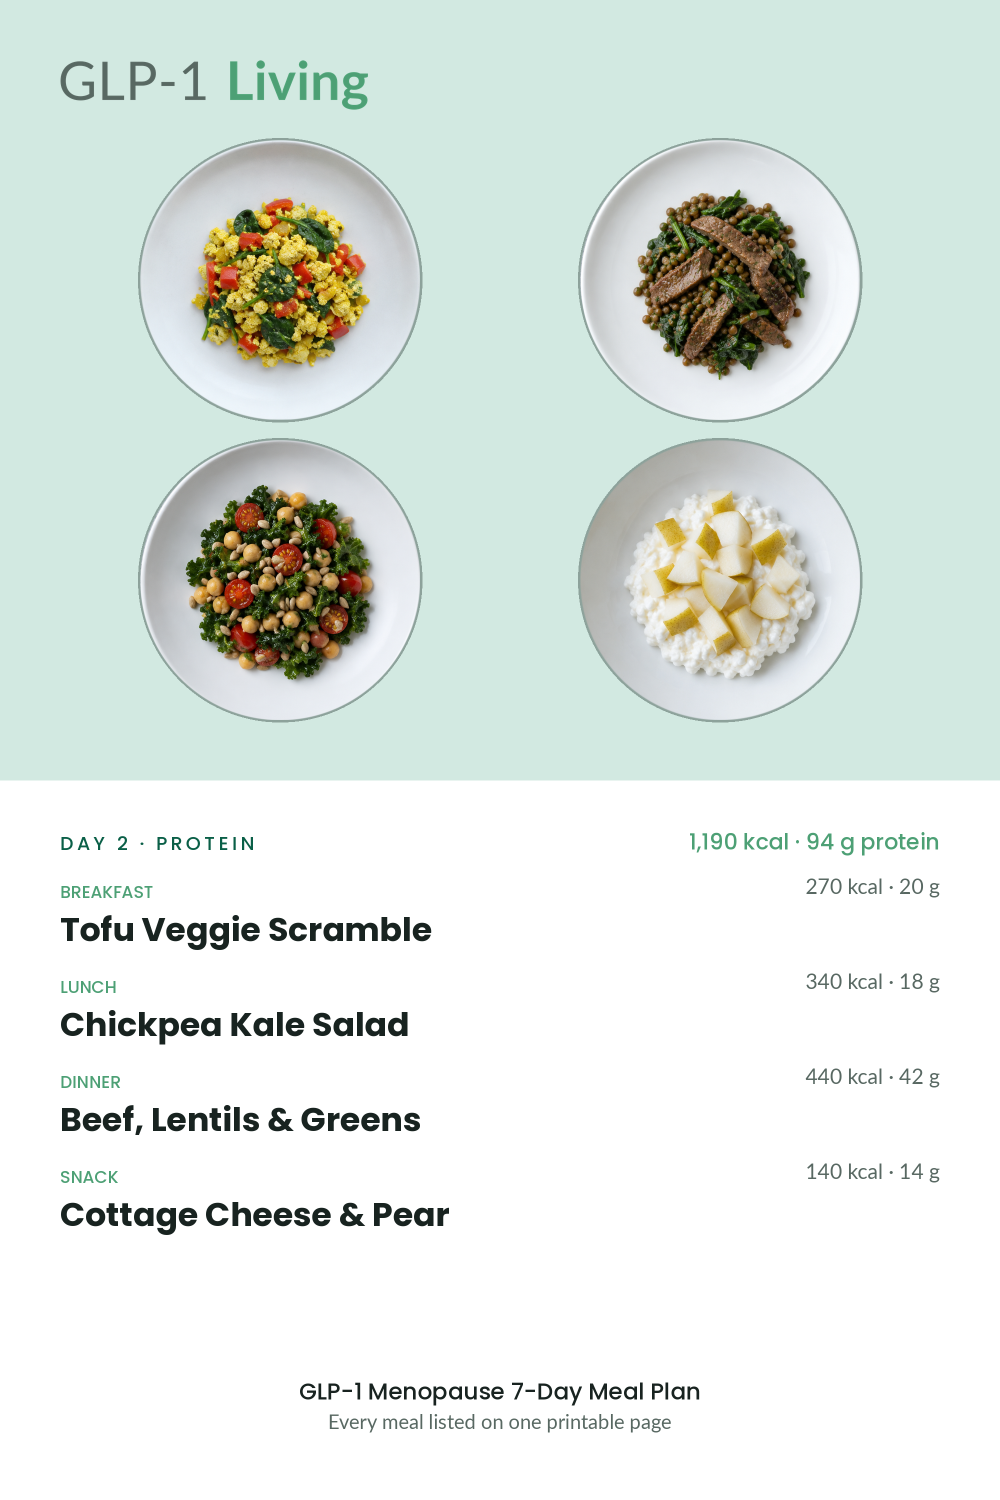 GLP-1 Living
DAY 2 · PROTEIN
1,190 kcal · 94 g protein
BREAKFAST
270 kcal · 20 g
Tofu Veggie Scramble
LUNCH
340 kcal · 18 g
Chickpea Kale Salad
DINNER
440 kcal · 42 g
Beef, Lentils & Greens
SNACK
140 kcal · 14 g
Cottage Cheese & Pear
GLP-1 Menopause 7-Day Meal Plan
Every meal listed on one printable page